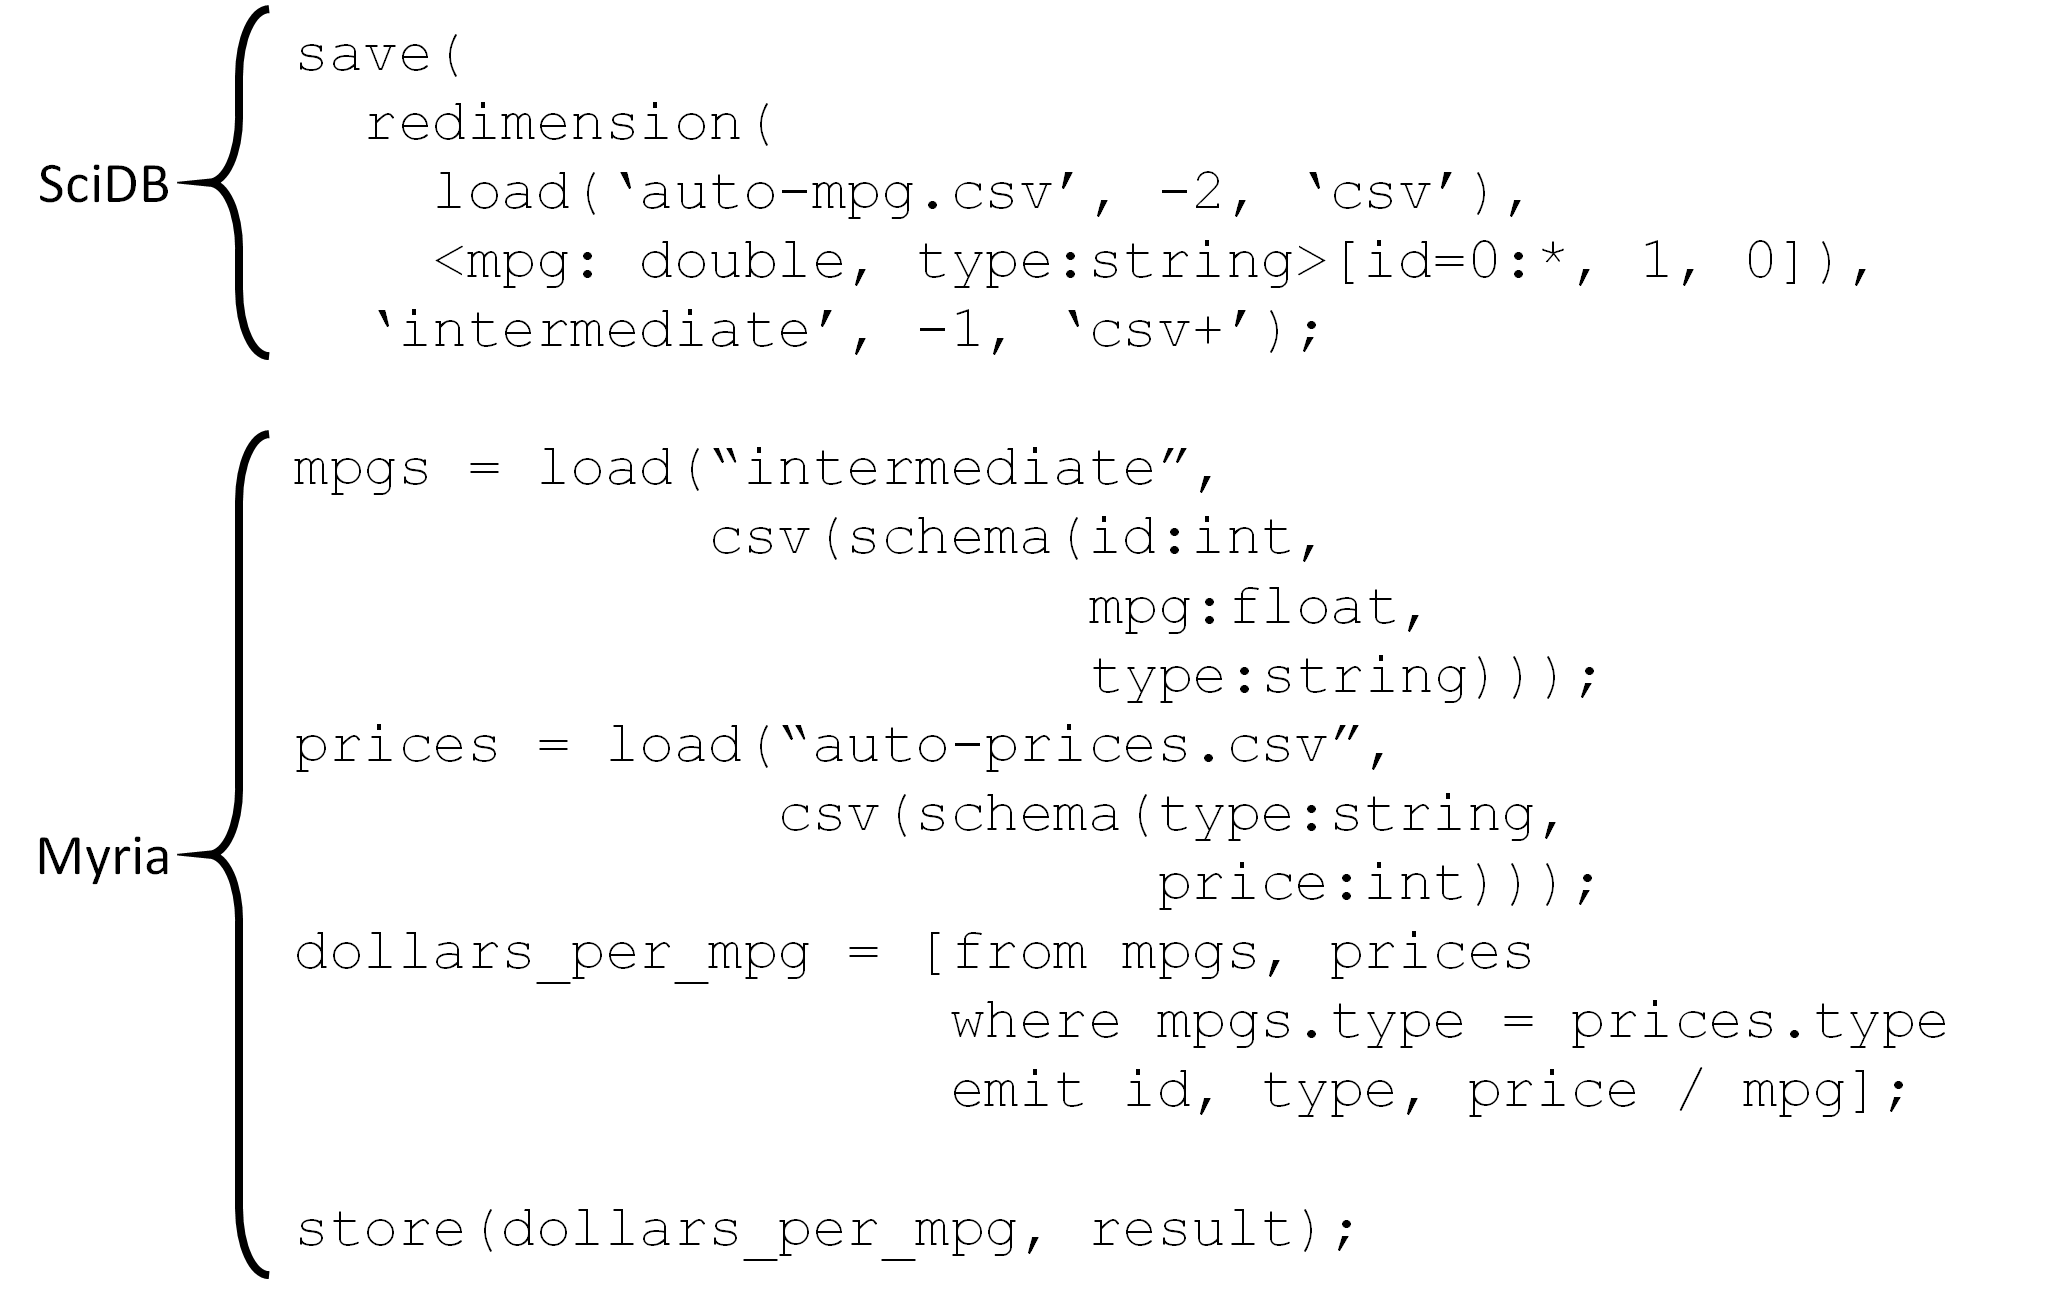 SciDB
save(
redimension(
load(‘auto-mpg.csv’, -2, ‘csv’),
<mpg: double, type:string>[id=0:*, 1, 0]),
‘intermediate’, -1, ‘csv+’);
Myria
mpgs = load(“intermediate”,
csv(schema(id:int,
mpg:float,
type:string)));
prices = load(“auto-prices.csv”,
csv(schema(type:string,
price:int)));
dollars_per_mpg = [from mpgs, prices
where mpgs.type = prices.type
emit id, type, price / mpg];
store(dollars_per_mpg, result);